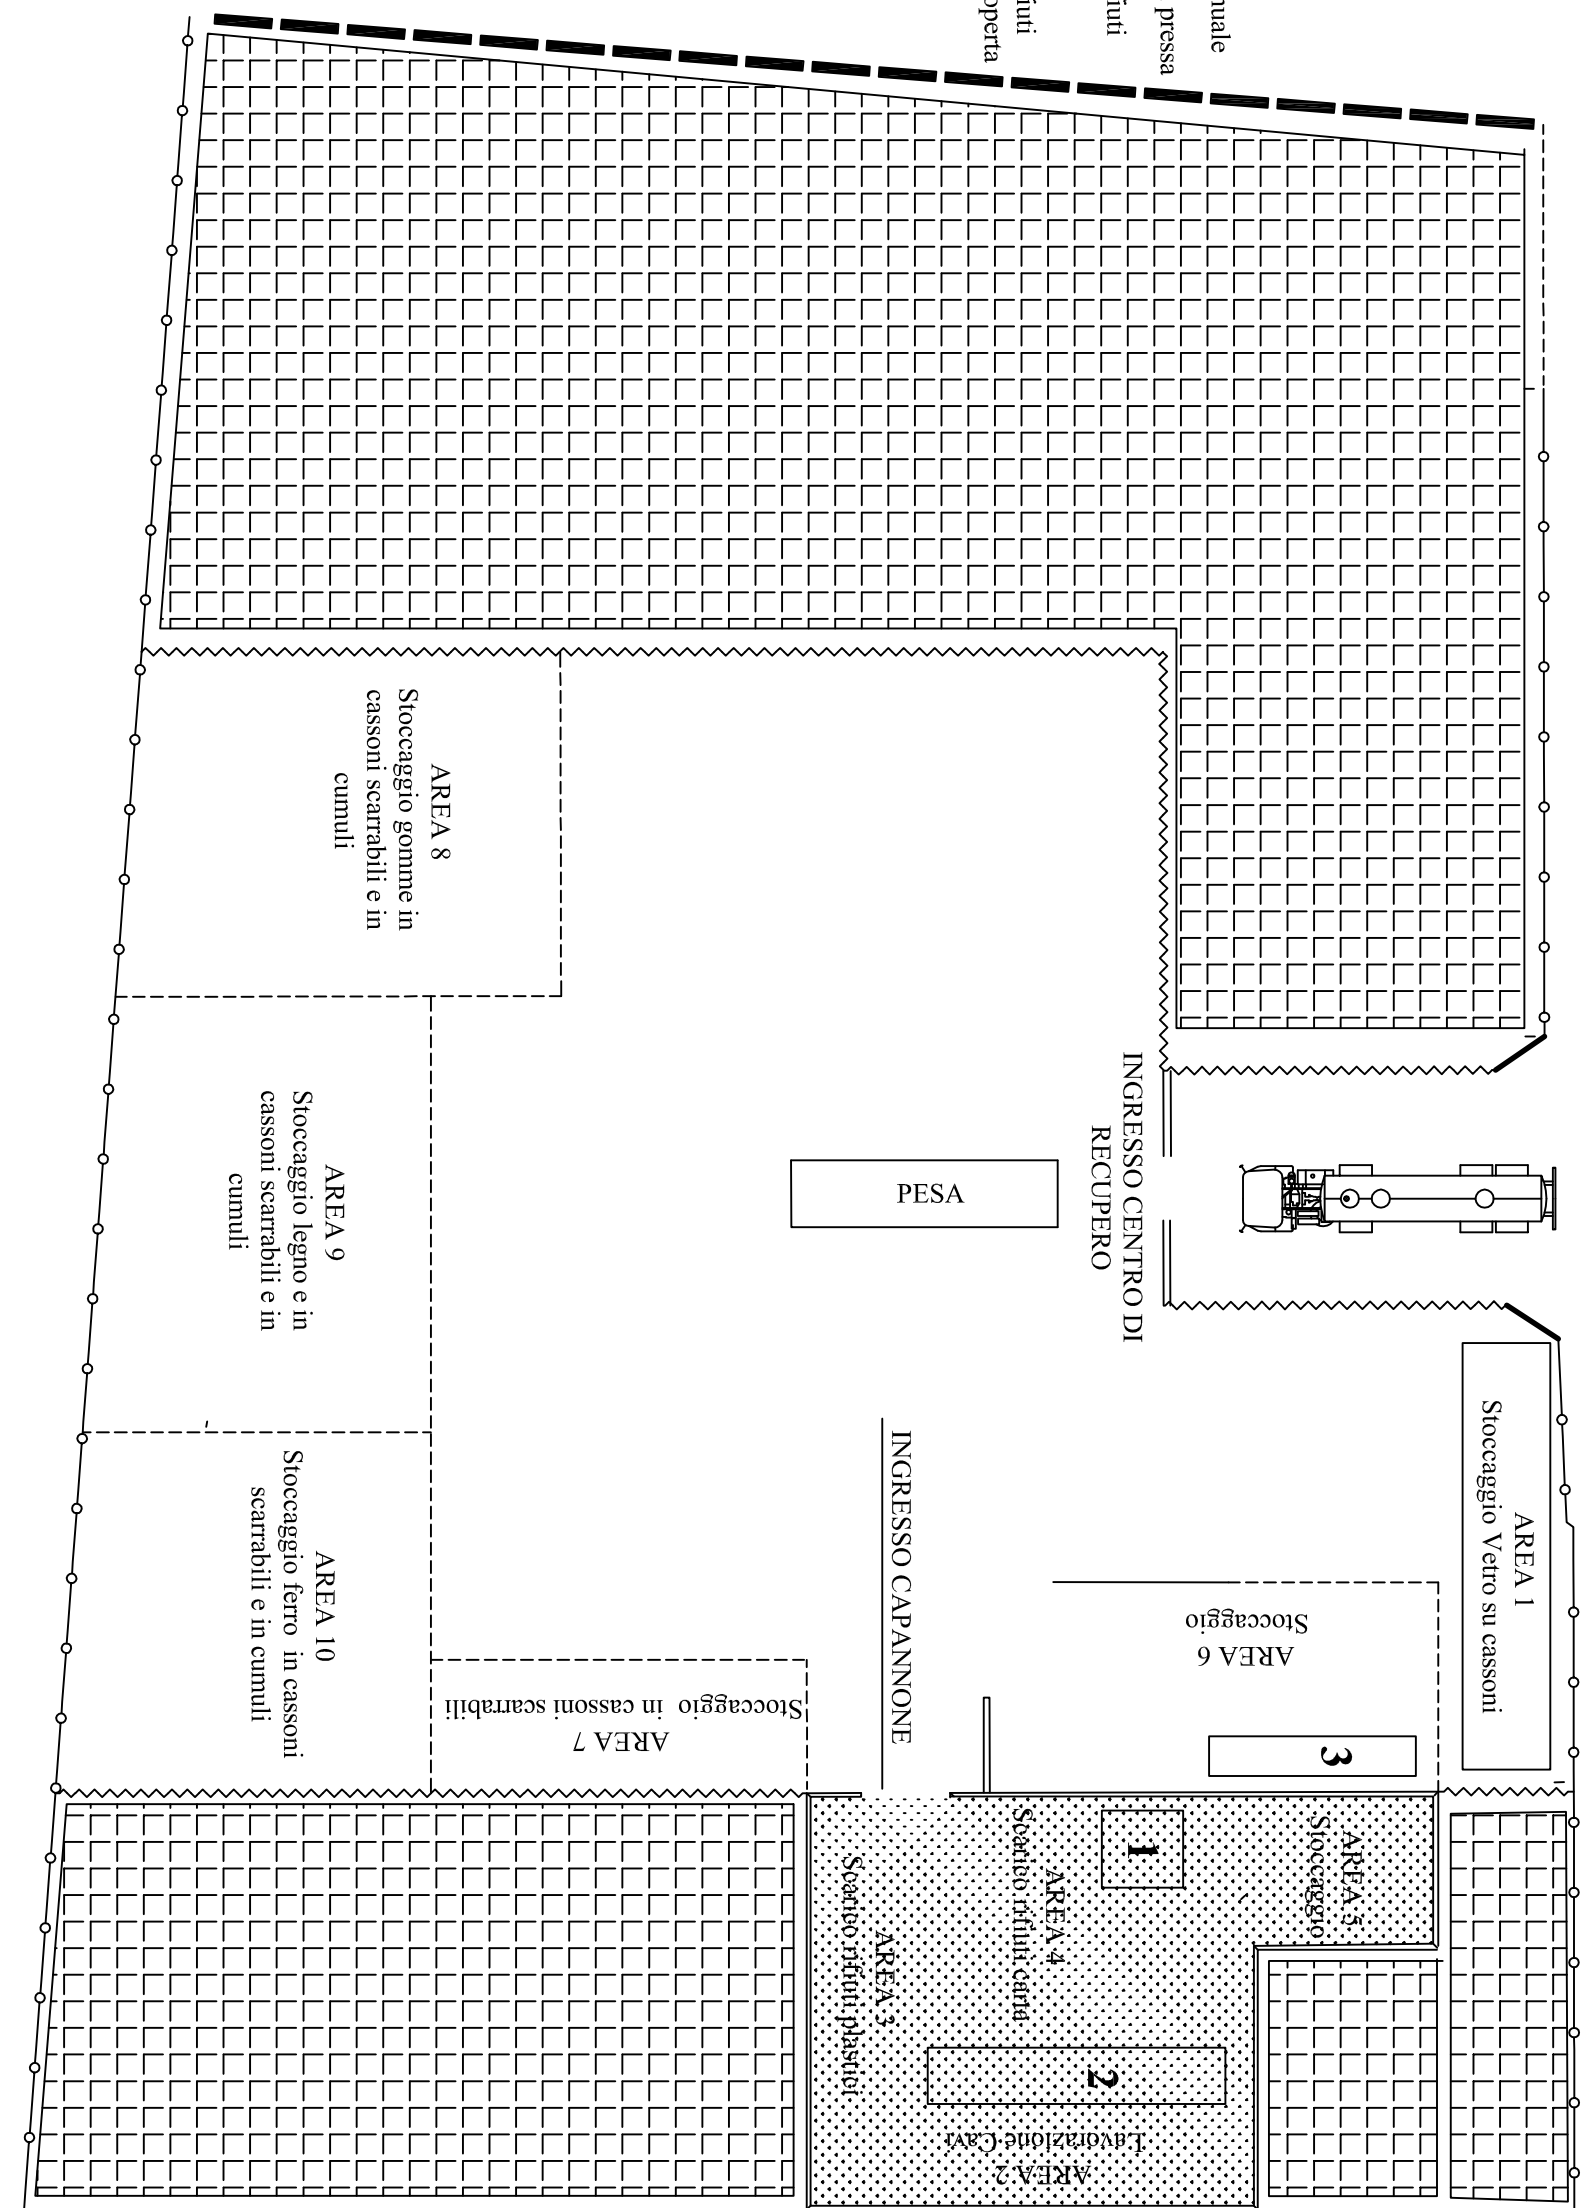 nuale
pressa
iuti
iuti
operta
AREA 8
Stoccaggio gomme in
cassoni scarrabili e in
cumuli
AREA 9
Stoccaggio legno e in
cassoni scarrabili e in
cumuli
AREA 10
Stoccaggio ferro in cassoni
scarrabili e in cumuli
PESA
INGRESSO CENTRO DI
RECUPERO
INGRESSO CAPANNONE
AREA 1
Stoccaggio Vetro su cassoni
AREA 6
Stoccaggio
AREA 7
Stoccaggio in cassoni scarrabili
3
1
2
AREA 5
Stoccaggio
AREA 4
Scarico rifiuti carta
AREA 3
Scarico rifiuti plastici
AREA 2
Lavorazione Cavi